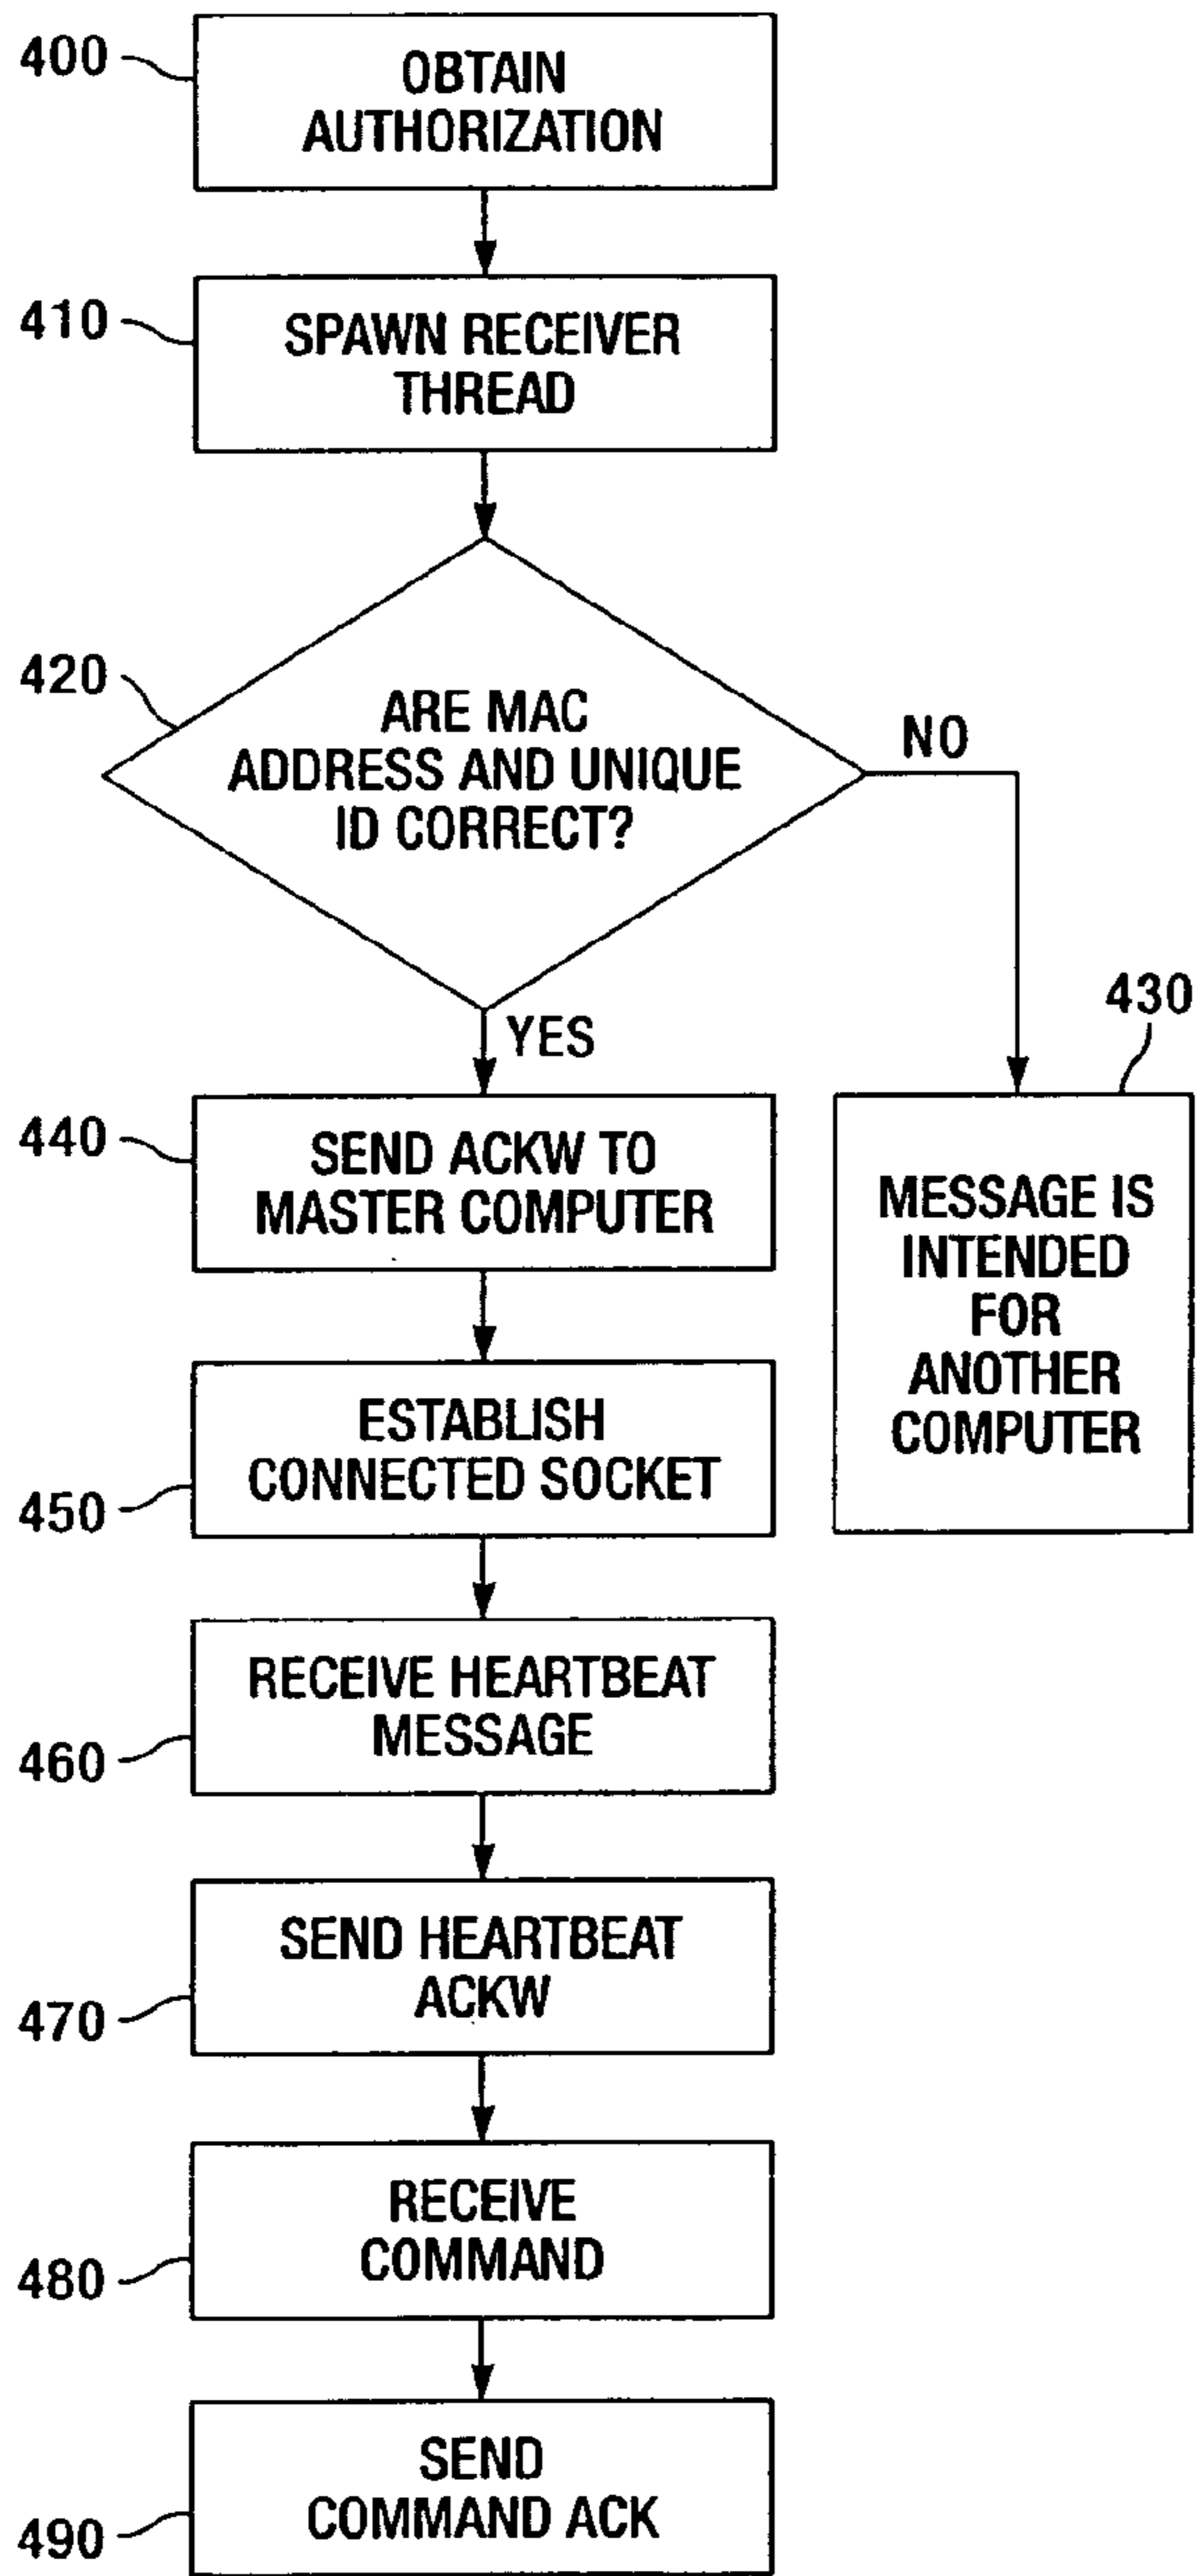 400
OBTAIN
AUTHORIZATION
410
SPAWN RECEIVER
THREAD
420
ARE MAC
ADDRESS AND UNIQUE
ID CORRECT?
NO
YES
430
MESSAGE IS
INTENDED
FOR
ANOTHER
COMPUTER
440
SEND ACKW TO
MASTER COMPUTER
450
ESTABLISH
CONNECTED SOCKET
460
RECEIVE HEARTBEAT
MESSAGE
470
SEND HEARTBEAT
ACKW
480
RECEIVE
COMMAND
490
SEND
COMMAND ACK